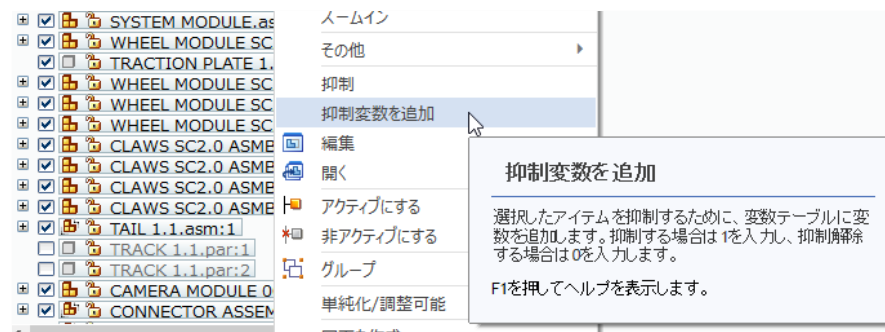 SYSTEM MODULE.as
WHEEL MODULE SC
TRACTION PLATE 1.
WHEEL MODULE SC
WHEEL MODULE SC
WHEEL MODULE SC
CLAWS SC2.0 ASMB
CLAWS SC2.0 ASMB
CLAWS SC2.0 ASMB
CLAWS SC2.0 ASMB
TAIL 1.1.asm:1
TRACK 1.1.par:1
TRACK 1.1.par:2
CAMERA MODULE 0
CONNECTOR ASSEM
ズームイン
その他
抑制
抑制変数を追加
編集
開く
アクティブにする
非アクティブにする
グループ
単純化/調整可能
抑制変数を追加
選択したアイテムを抑制するために、変数テーブルに変
数を追加します。抑制する場合は1を入力し、抑制解除
する場合は0を入力します。
F1を押してヘルプを表示します。